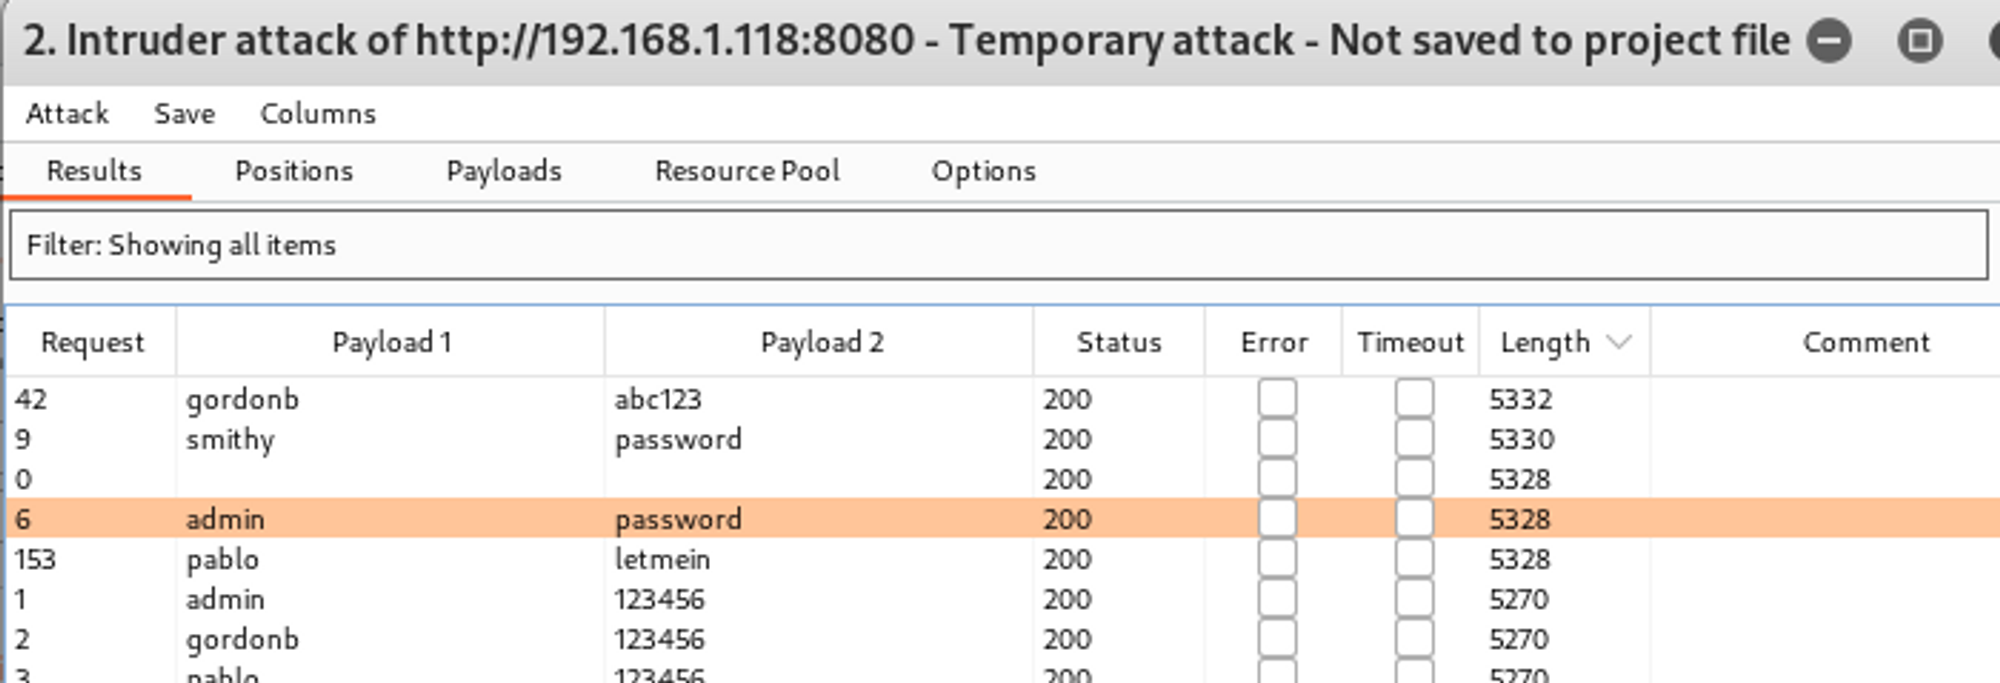 2. Intruder attack of http://192.168.1.118:8080 - Temporary attack - Not saved to project file
Attack Save Columns
Results Positions Payloads Resource Pool Options
Filter: Showing all items
Request Payload 1 Payload 2 Status Error Timeout Length Comment
42 gordonb abc123 200 5332
9 smithy password 200 5330
0 200 5328
6 admin password 200 5328
153 pablo letmein 200 5328
1 admin 123456 200 5270
2 gordonb 123456 200 5270
3 pablo 123456 200 5270